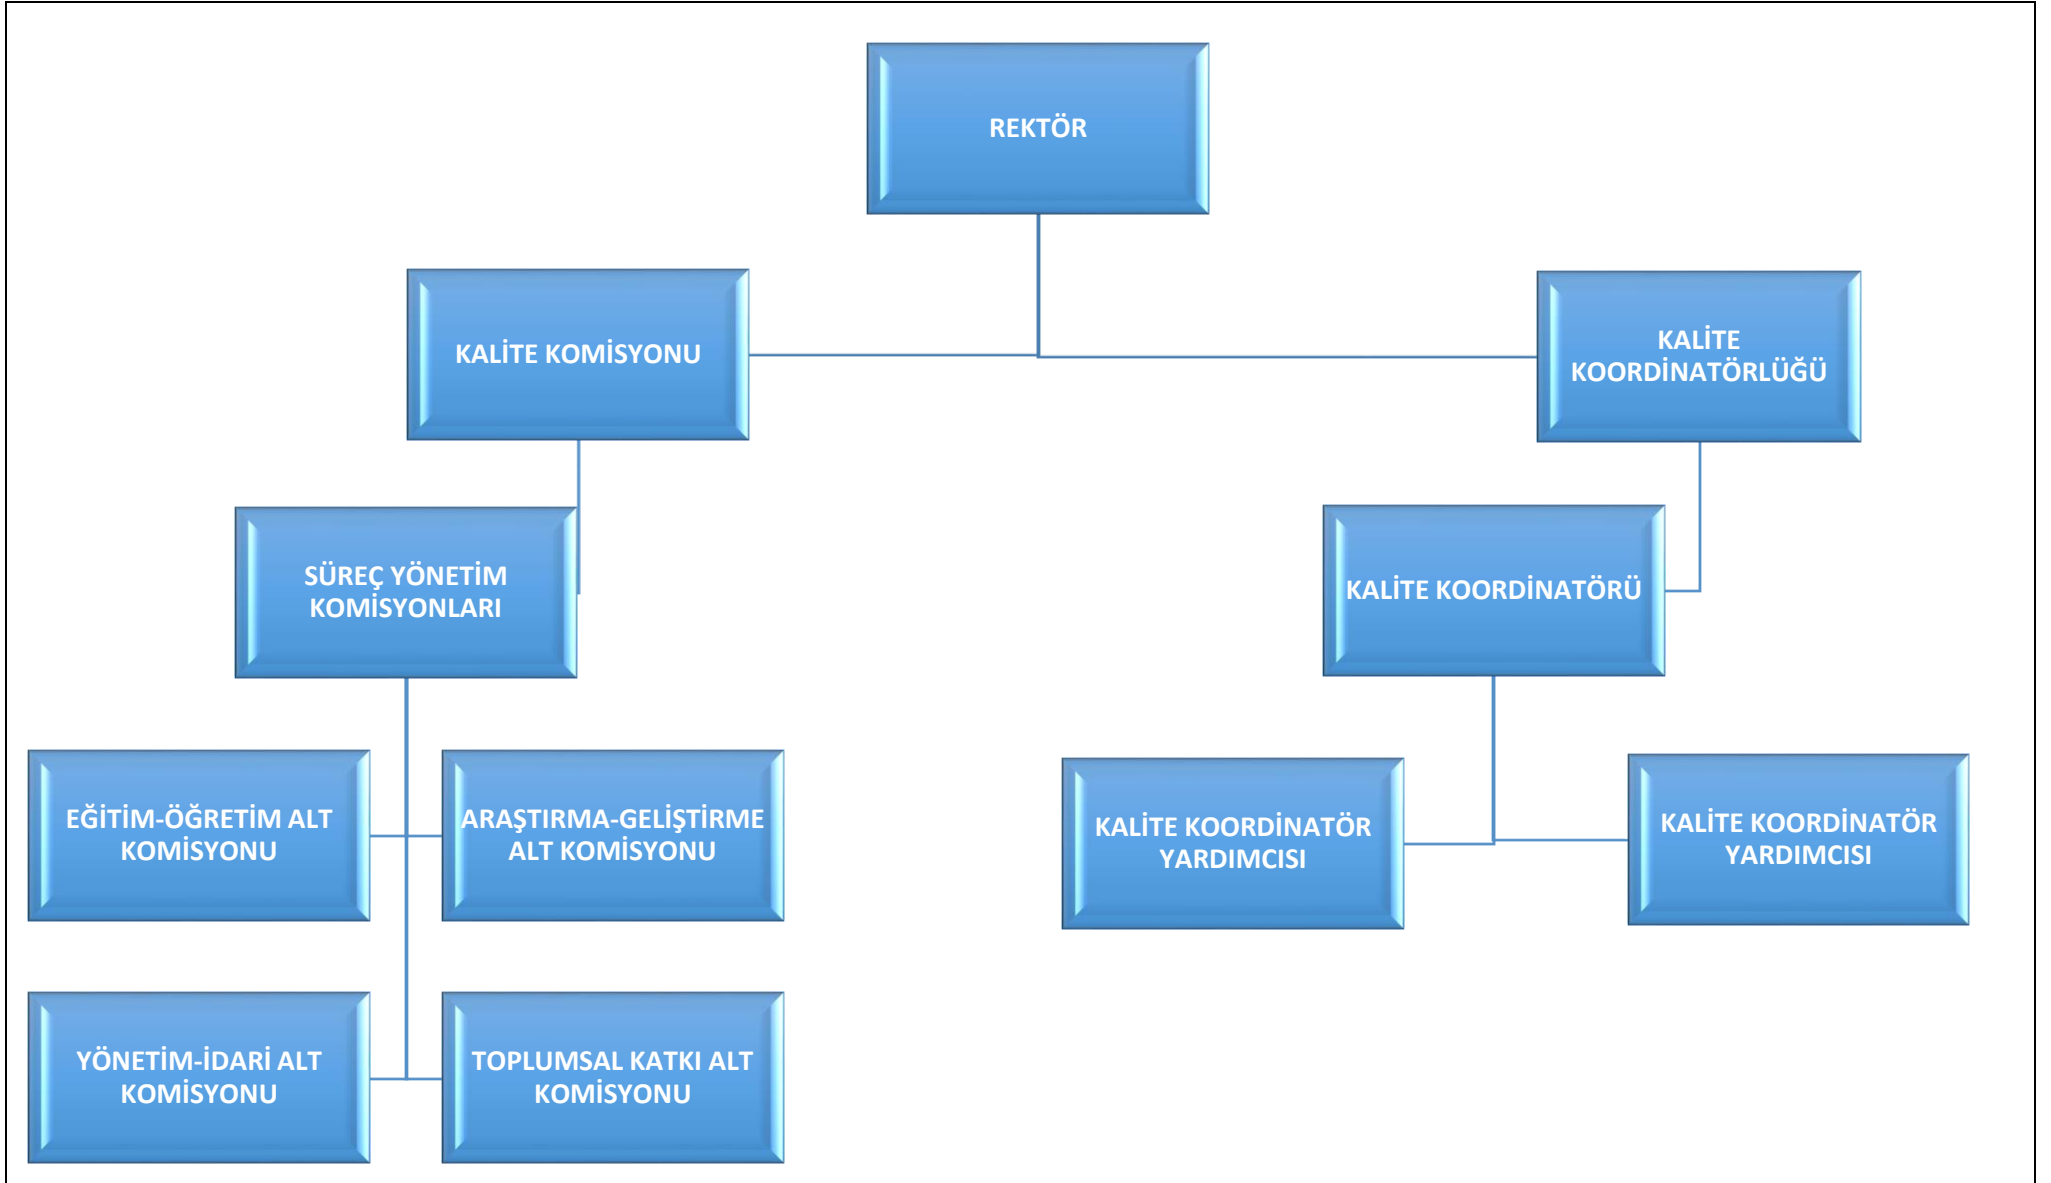 REKTÖR
KALİTE KOMİSYONU
KALİTE
KOORDİNATÖRLÜĞÜ
SÜREÇ YÖNETİM
KOMİSYONLARI
KALİTE KOORDİNATÖRÜ
EĞİTİM-ÖĞRETİM ALT
KOMİSYONU
ARAŞTIRMA-GELİŞTİRME
ALT KOMİSYONU
KALİTE KOORDİNATÖR
YARDIMCISI
KALİTE KOORDİNATÖR
YARDIMCISI
YÖNETİM-İDARİ ALT
KOMİSYONU
TOPLUMSAL KATKI ALT
KOMİSYONU